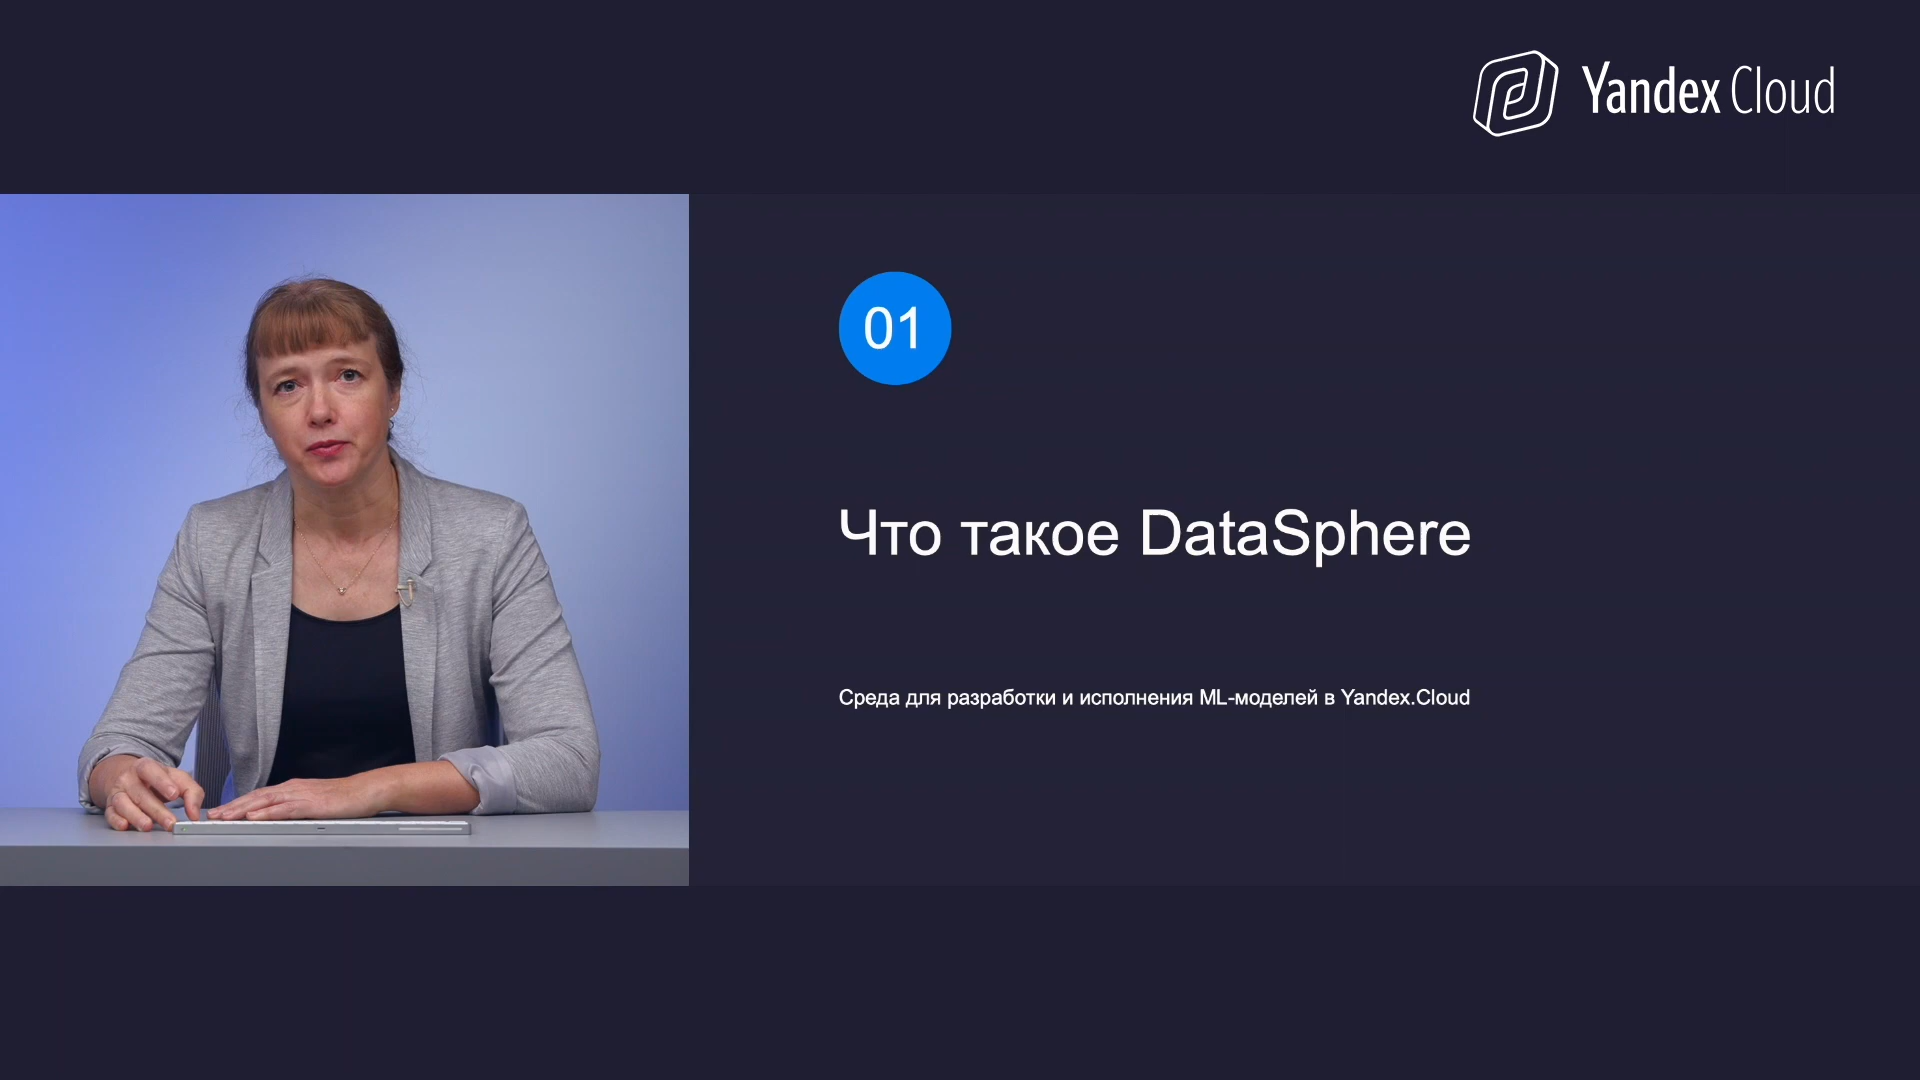 Yandex Cloud
01
Что такое DataSphere
Среда для разработки и исполнения ML-моделей в Yandex.Cloud